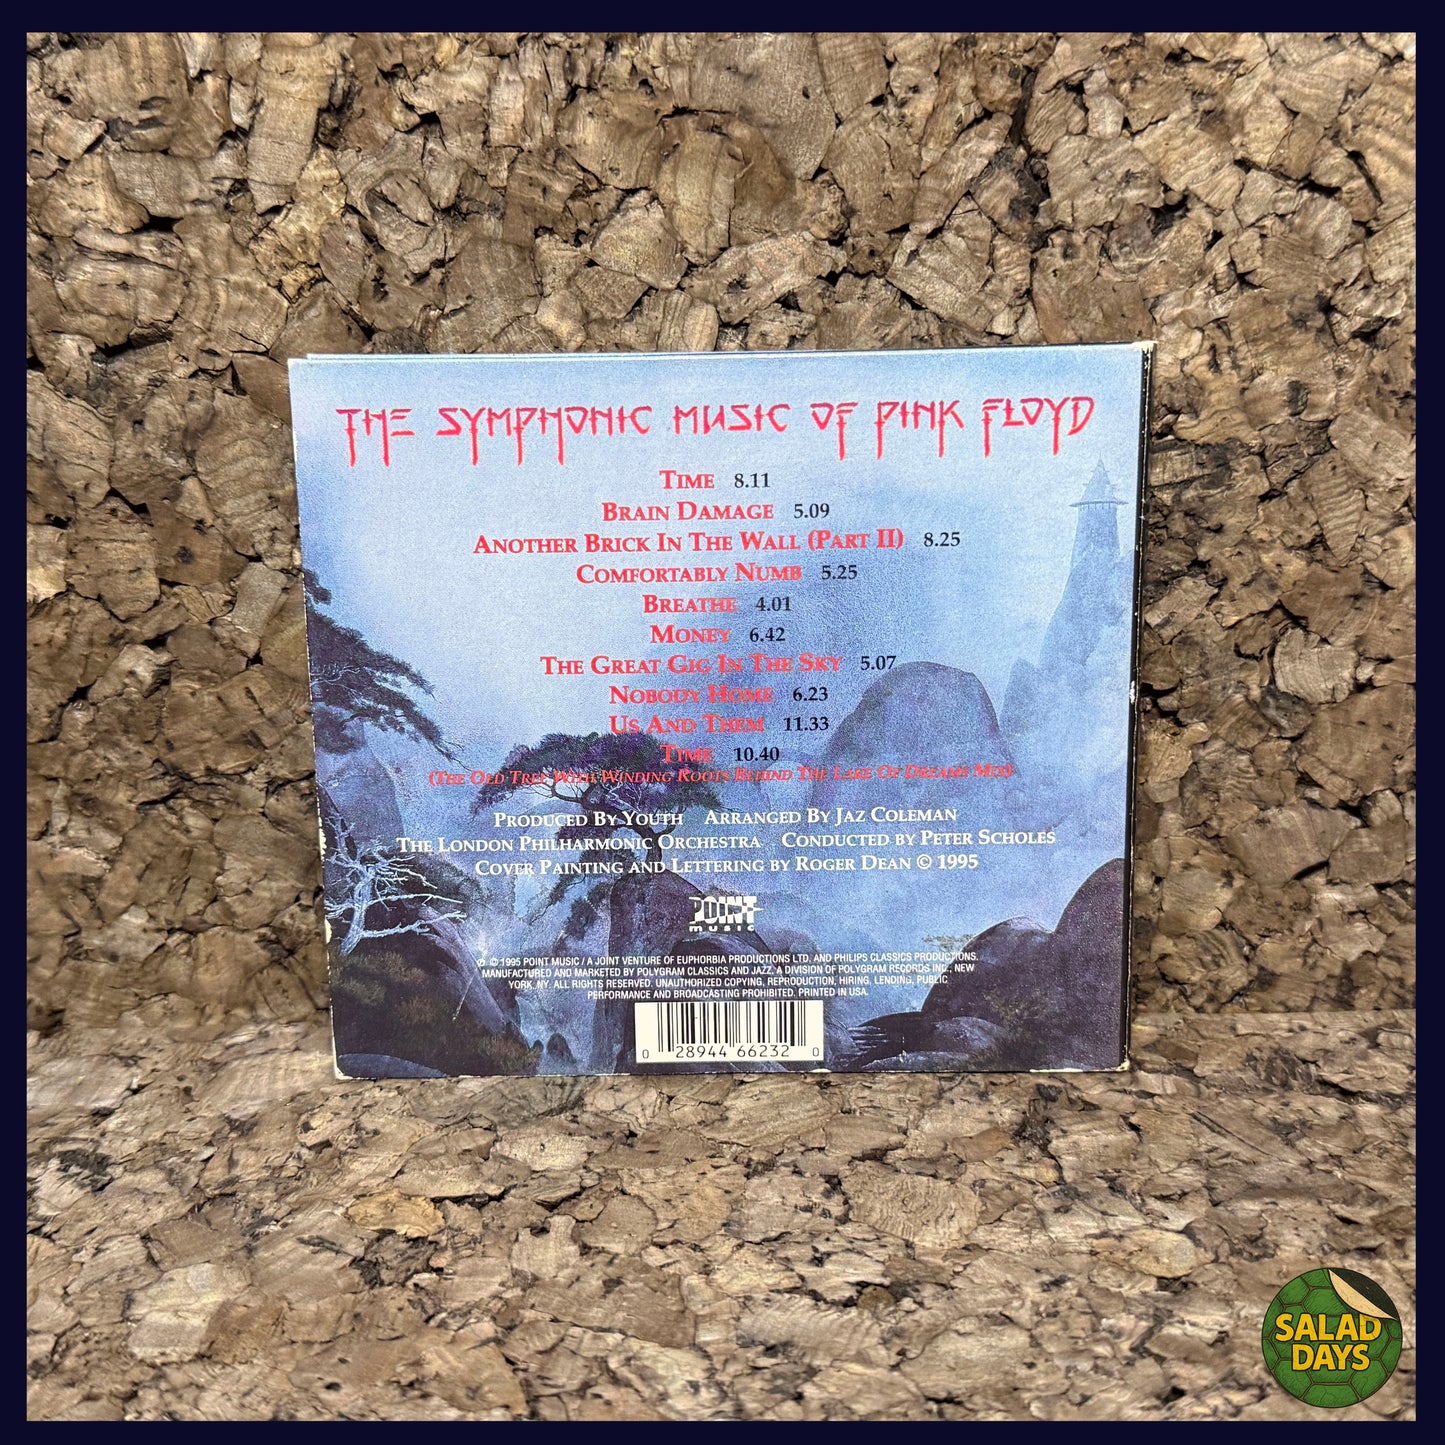 THE SYMPHONIC MUSIC OF PINK FLOYD
TIME 8.11
BRAIN DAMAGE 5.09
ANOTHER BRICK IN THE WALL (PART II) 8.25
COMFORTABLY NUMB 5.25
BREATHE 4.01
MONEY 6.42
THE GREAT GIG IN THE SKY 5.07
NOBODY HOME 6.23
US AND THEM 11.33
TIME 10.40
(THE OLD TREE WITH WINDING ROOTS BEHIND THE LAKE OF DREAMS MIX)
PRODUCED BY YOUTH ARRANGED BY JAZ COLEMAN
THE LONDON PHILHARMONIC ORCHESTRA CONDUCTED BY PETER SCHOLES
COVER PAINTING AND LETTERING BY ROGER DEAN © 1995
POINT
music
℗ © 1995 POINT MUSIC / A JOINT VENTURE OF EUPHORBIA PRODUCTIONS LTD. AND PHILIPS CLASSICS PRODUCTIONS.
MANUFACTURED AND MARKETED BY POLYGRAM CLASSICS AND JAZZ, A DIVISION OF POLYGRAM RECORDS INC., NEW
YORK, NY. ALL RIGHTS RESERVED. UNAUTHORIZED COPYING, REPRODUCTION, HIRING, LENDING, PUBLIC
PERFORMANCE AND BROADCASTING PROHIBITED. PRINTED IN USA.
0 28944 66232 0
SALAD
DAYS